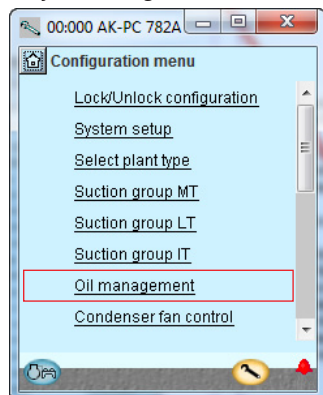 00:000 AK-PC 782A
Configuration menu
Lock/Unlock configuration
System setup
Select plant type
Suction group MT
Suction group LT
Suction group IT
Oil management
Condenser fan control